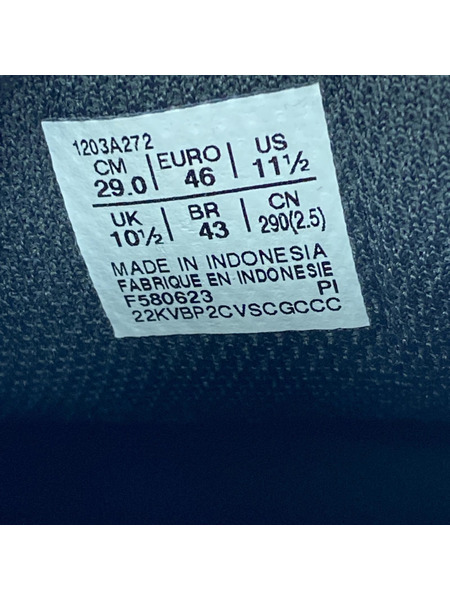 1203A272
CM | EURO | US
29.0 | 46 | 11½
UK | BR | CN
10½ | 43 | 290(2.5)
MADE IN INDONESIA
FABRIQUE EN INDONESIE
F580623 PI
22KVBP2CVSCGCCC